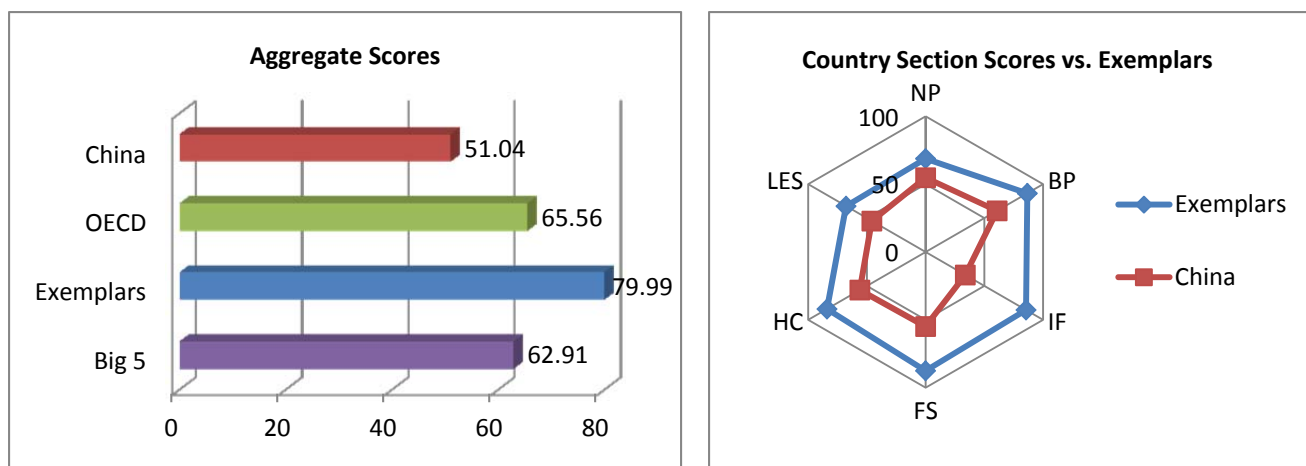 Aggregate Scores
China
51.04
OECD
65.56
Exemplars
79.99
Big 5
62.91
0 20 40 60 80
Country Section Scores vs. Exemplars
NP
100
LES
50
BP
0
HC
IF
FS
Exemplars
China